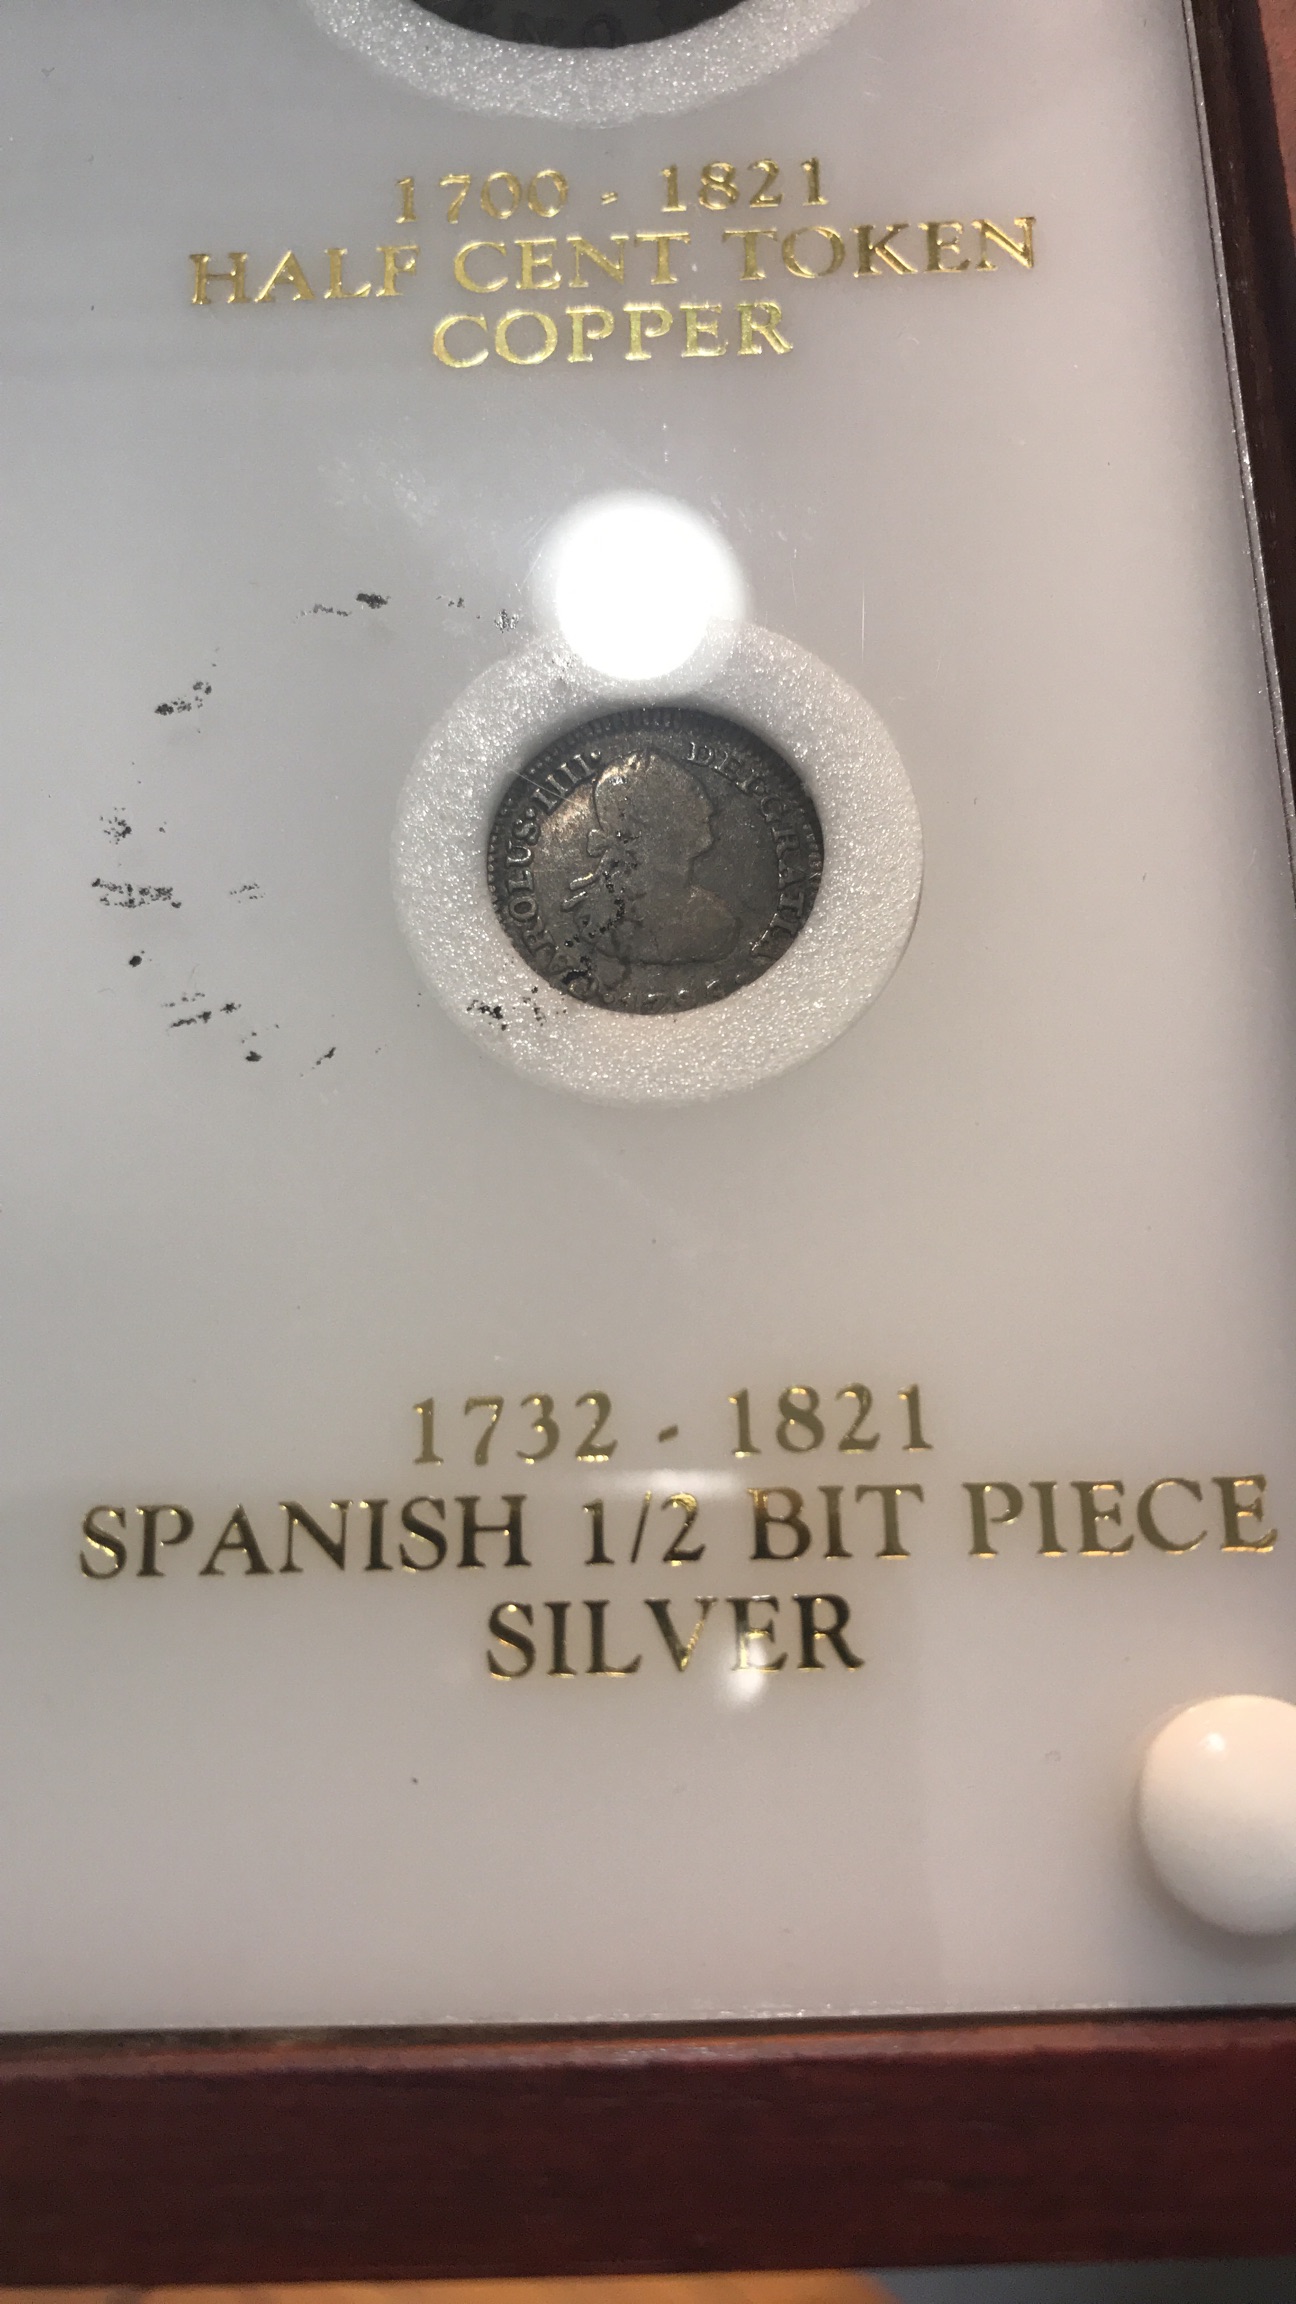 1700 - 1821
HALF CENT TOKEN
COPPER
CAROLUS·IIII· DEI·GRATIA
1732 - 1821
SPANISH 1/2 BIT PIECE
SILVER